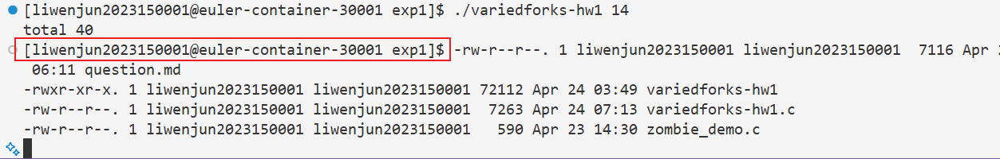 [liwenjun2023150001@euler-container-30001 exp1]$ ./variedforks-hw1 14
total 40
[liwenjun2023150001@euler-container-30001 exp1]$ -rw-r--r--. 1 liwenjun2023150001 liwenjun2023150001  7116 Apr 2
 06:11 question.md
-rwxr-xr-x. 1 liwenjun2023150001 liwenjun2023150001 72112 Apr 24 03:49 variedforks-hw1
-rw-r--r--. 1 liwenjun2023150001 liwenjun2023150001  7263 Apr 24 07:13 variedforks-hw1.c
-rw-r--r--. 1 liwenjun2023150001 liwenjun2023150001   590 Apr 23 14:30 zombie_demo.c